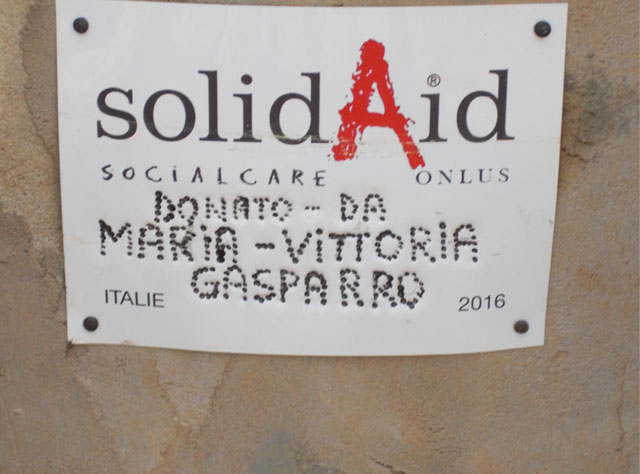 solidAid®
SOCIALCARE ONLUS
DONATO - DA
MARIA - VITTORIA
GASPARRO
ITALIE 2016